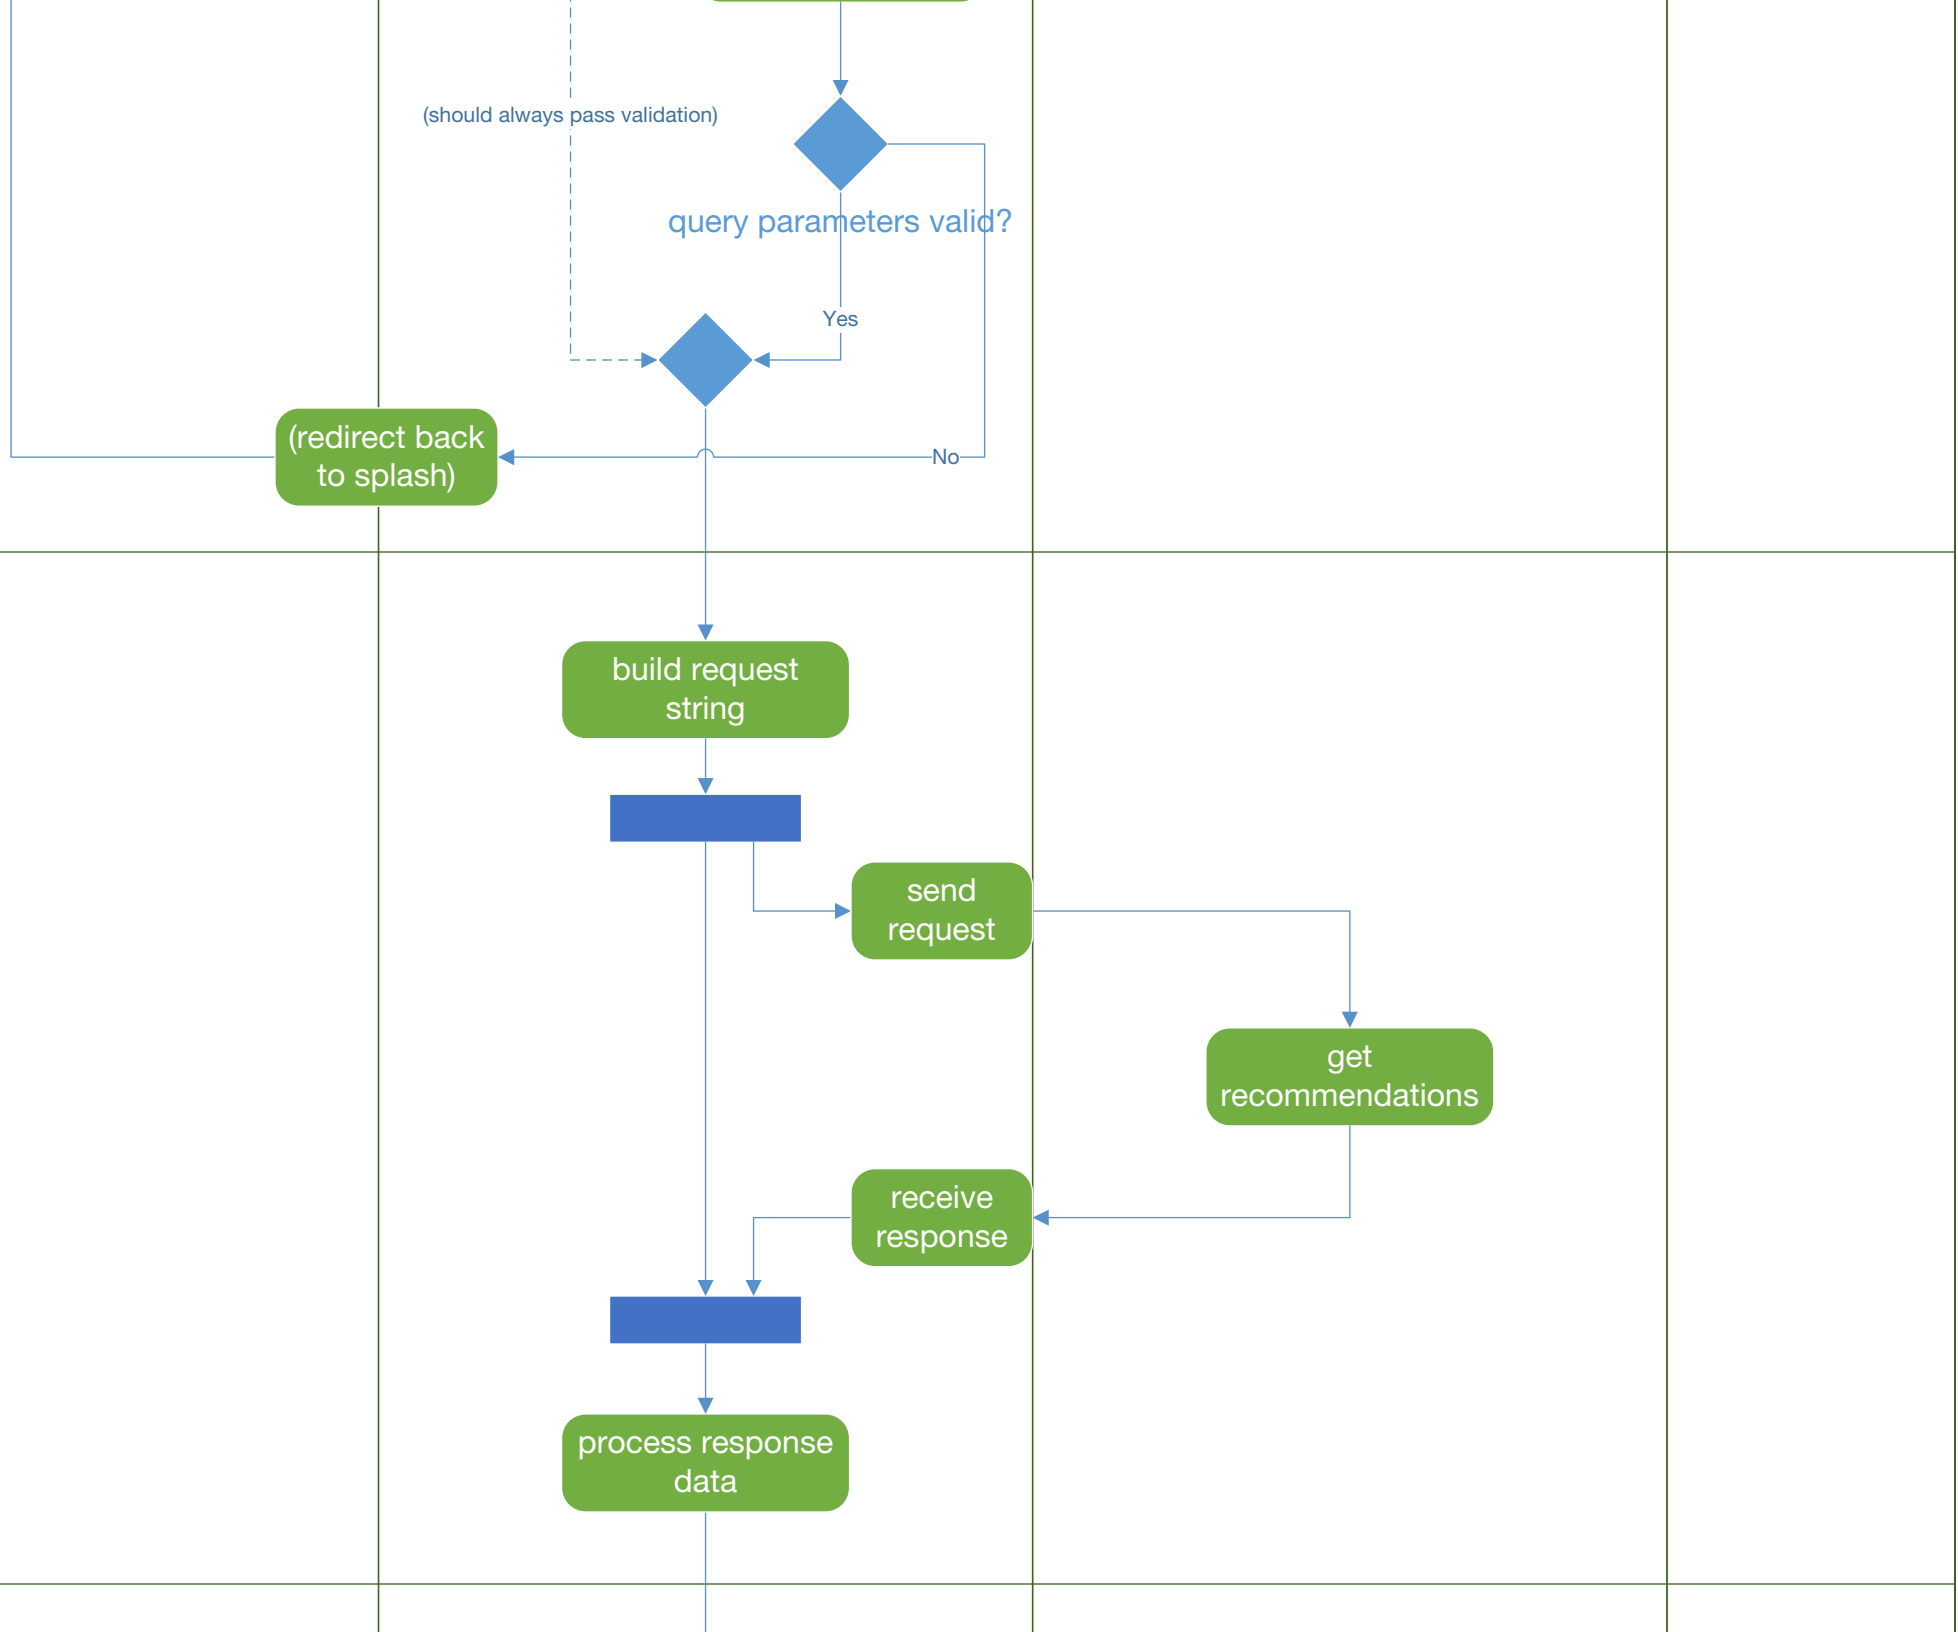 (should always pass validation)
query parameters valid?
Yes
(redirect back
to splash)
No
build request
string
send
request
get
recommendations
receive
response
process response
data